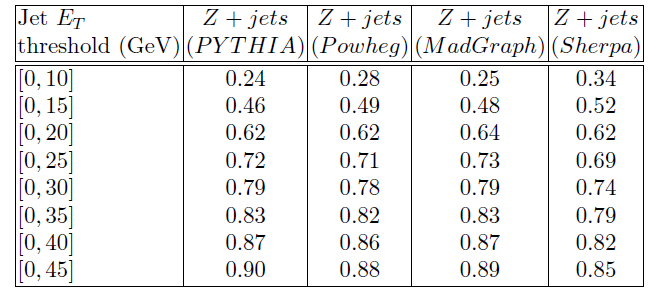 Jet E_T Z + jets Z + jets Z + jets Z + jets
threshold (GeV) (PYTHIA) (Powheg) (MadGraph) (Sherpa)
[0, 10] 0.24 0.28 0.25 0.34
[0, 15] 0.46 0.49 0.48 0.52
[0, 20] 0.62 0.62 0.64 0.62
[0, 25] 0.72 0.71 0.73 0.69
[0, 30] 0.79 0.78 0.79 0.74
[0, 35] 0.83 0.82 0.83 0.79
[0, 40] 0.87 0.86 0.87 0.82
[0, 45] 0.90 0.88 0.89 0.85